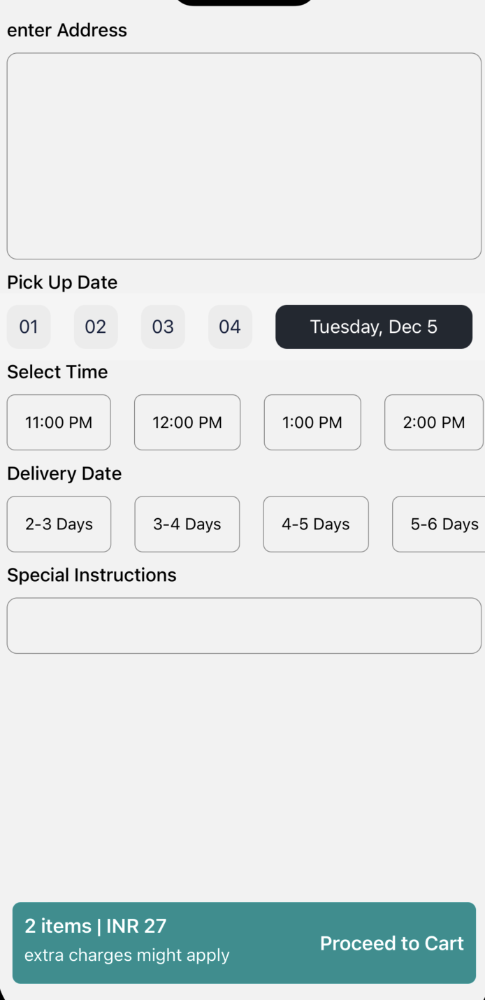 enter Address
Pick Up Date
01 02 03 04 Tuesday, Dec 5
Select Time
11:00 PM 12:00 PM 1:00 PM 2:00 PM
Delivery Date
2-3 Days 3-4 Days 4-5 Days 5-6 Days
Special Instructions
2 items | INR 27
extra charges might apply
Proceed to Cart